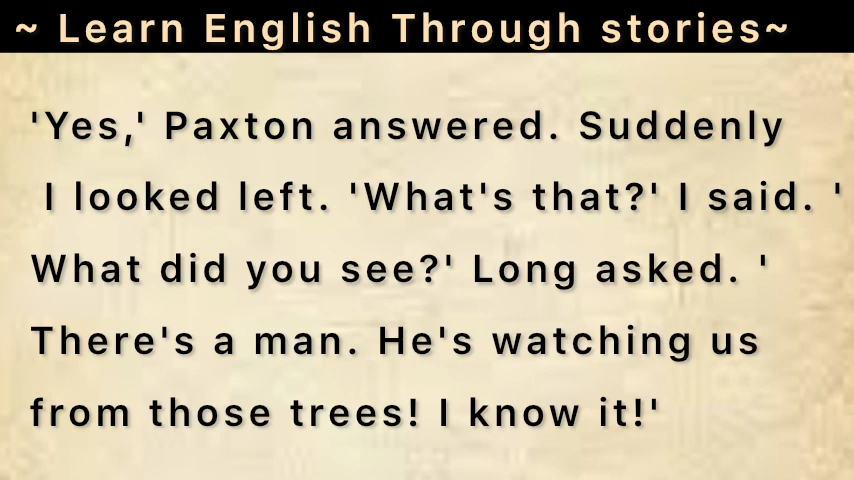 ~ Learn English Through stories~
'Yes,' Paxton answered. Suddenly
I looked left. 'What's that?' I said. '
What did you see?' Long asked. '
There's a man. He's watching us
from those trees! I know it!'